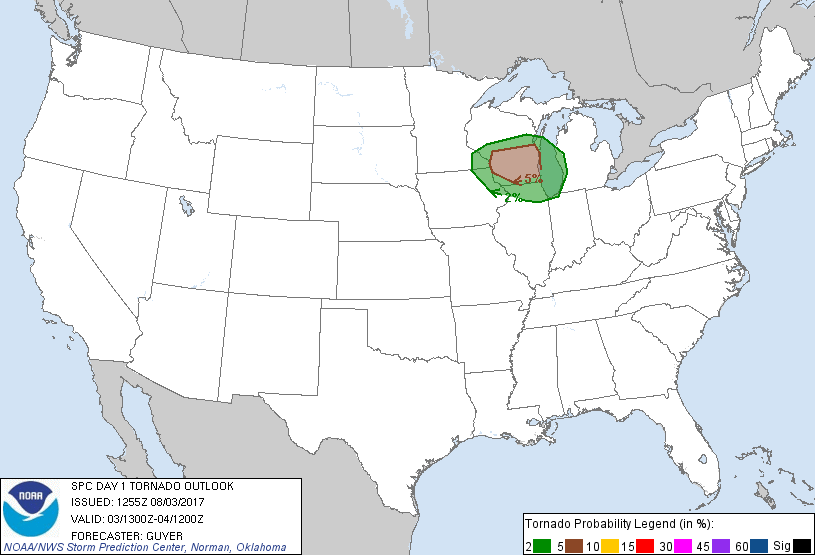 5%
2%
NOAA
SPC DAY 1 TORNADO OUTLOOK
ISSUED: 1255Z 08/03/2017
VALID: 03/1300Z-04/1200Z
FORECASTER: GUYER
NOAA/NWS Storm Prediction Center, Norman, Oklahoma
Tornado Probability Legend (in %):
2 5 10 15 30 45 60 Sig